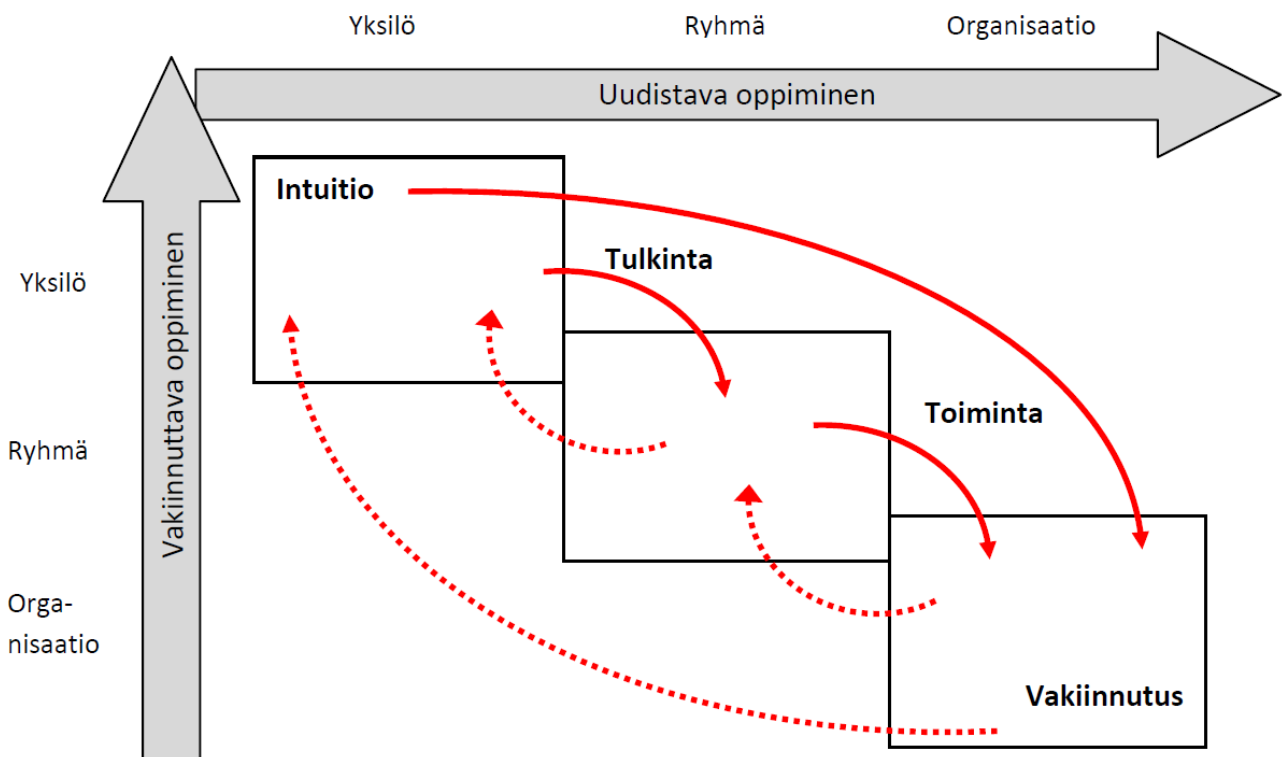 Yksilö Ryhmä Organisaatio
Uudistava oppiminen
Vakiinnuttava oppiminen
Intuitio
Tulkinta
Yksilö
Toiminta
Ryhmä
Orga-
nisaatio
Vakiinnutus